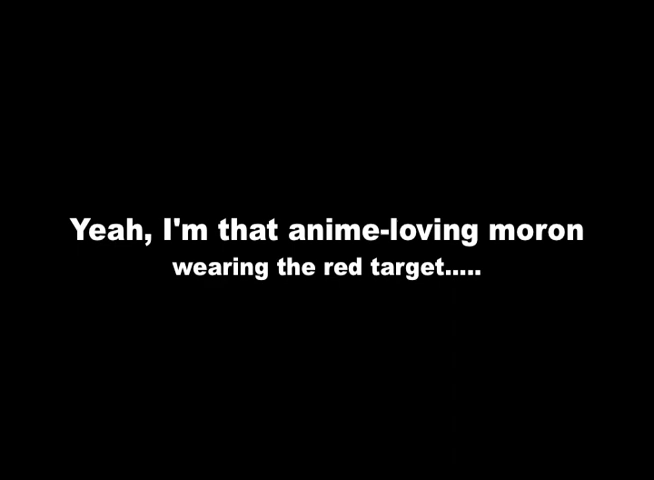 Yeah, I'm that anime-loving moron
wearing the red target.....